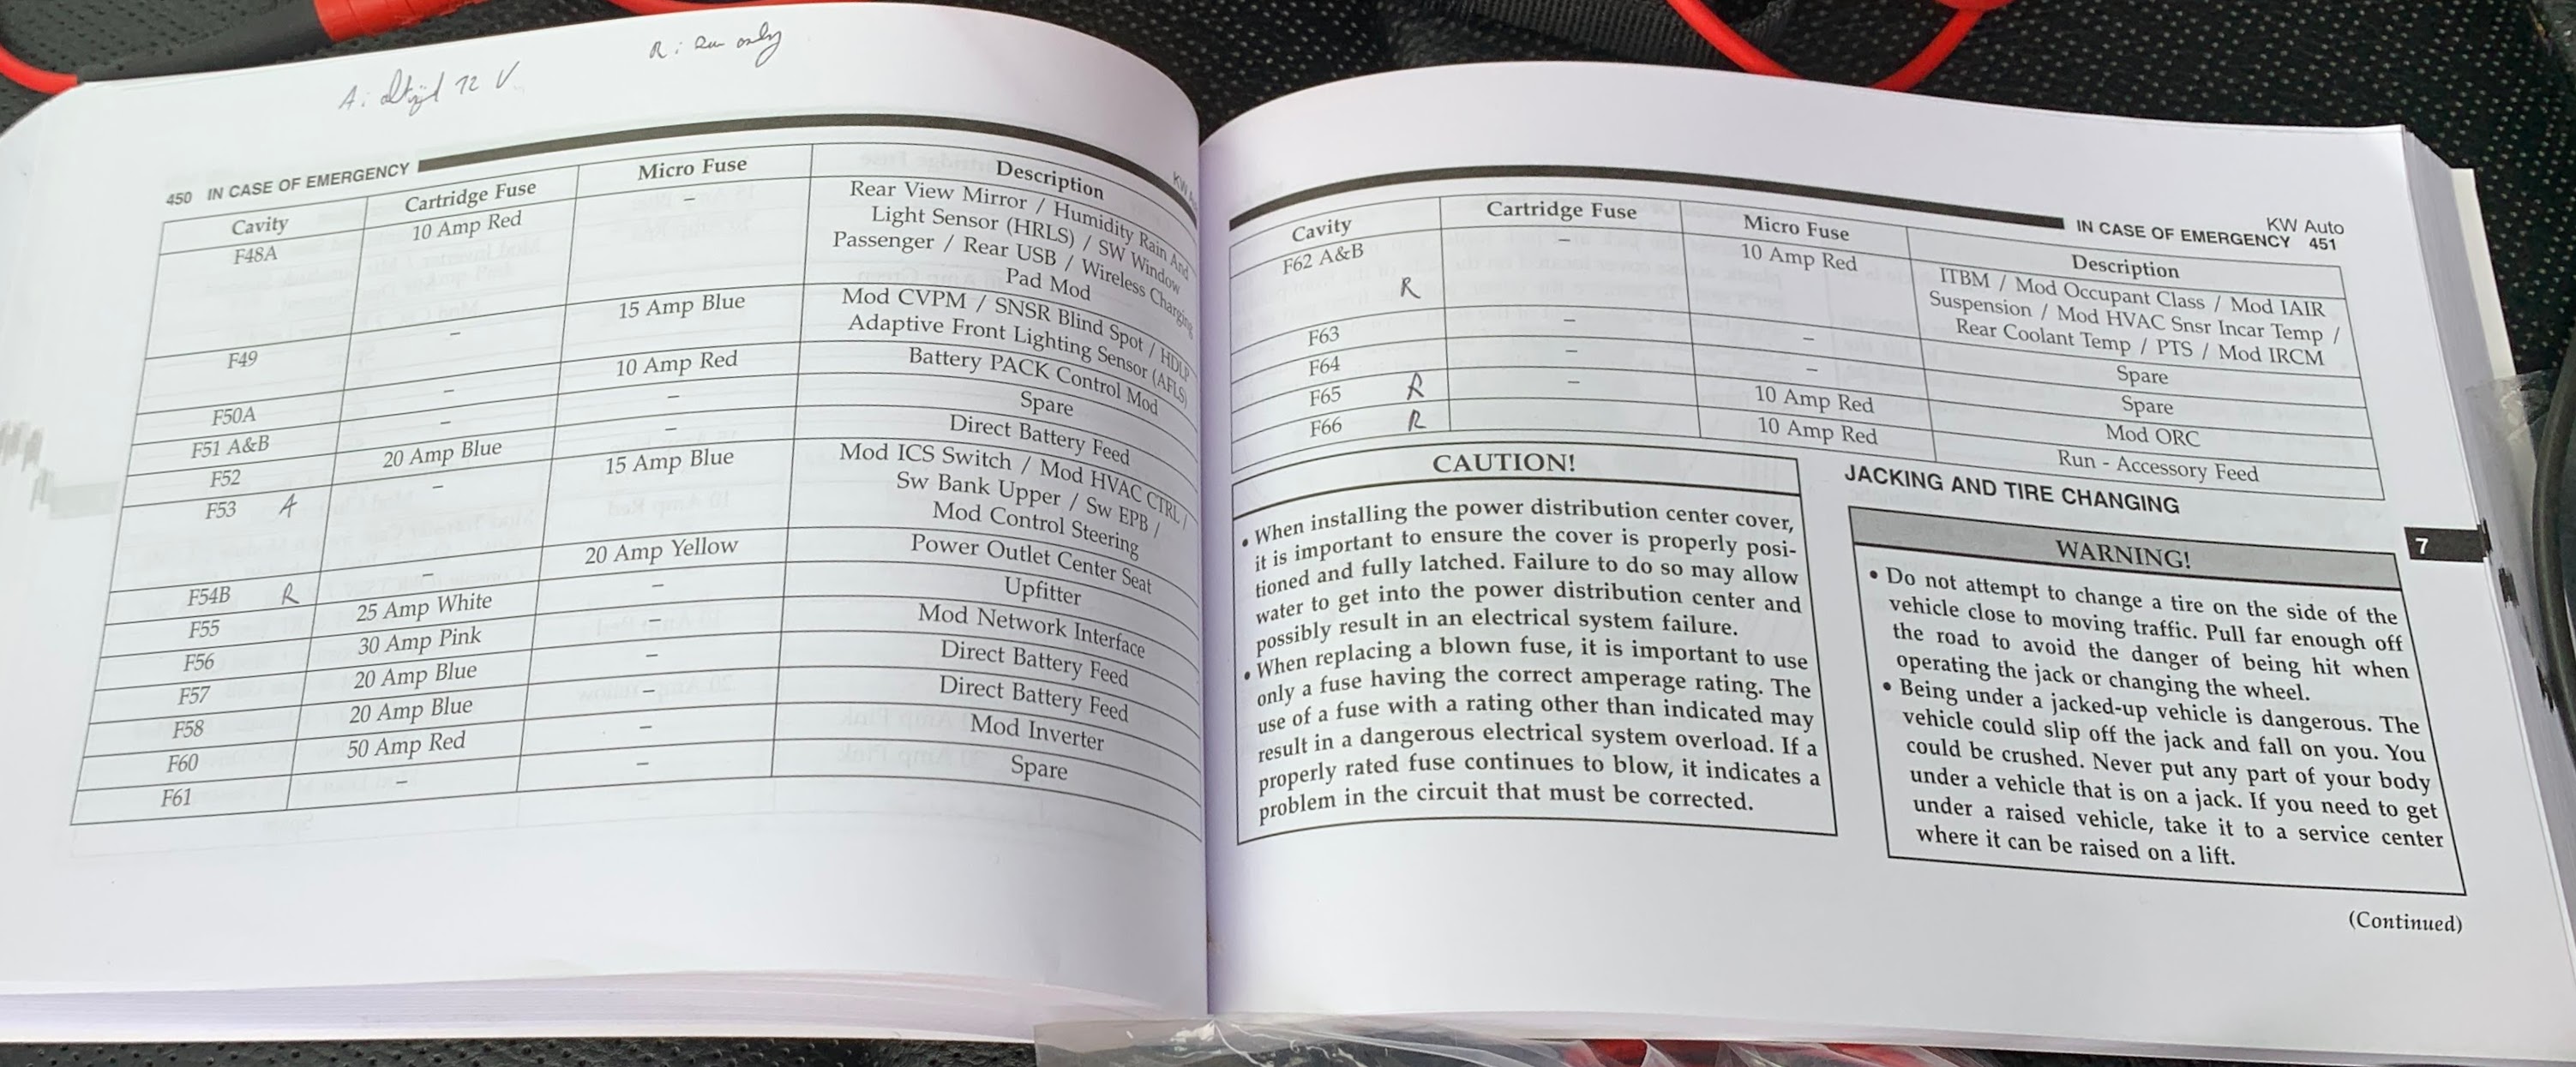 A: altijd 12 V
R: Run only
450 IN CASE OF EMERGENCY
KW A
Cavity Cartridge Fuse Micro Fuse Description
F48A 10 Amp Red – Rear View Mirror / Humidity Rain And
Light Sensor (HRLS) / SW Window
Passenger / Rear USB / Wireless Charging
Pad Mod
F49 – 15 Amp Blue Mod CVPM / SNSR Blind Spot / HDLP
Adaptive Front Lighting Sensor (AFLS)
F50A – 10 Amp Red Battery PACK Control Mod
F51 A&B – – Spare
F52 20 Amp Blue – Direct Battery Feed
F53 A – 15 Amp Blue Mod ICS Switch / Mod HVAC CTRL /
Sw Bank Upper / Sw EPB /
Mod Control Steering
F54B R – 20 Amp Yellow Power Outlet Center Seat
F55 25 Amp White – Upfitter
F56 30 Amp Pink – Mod Network Interface
F57 20 Amp Blue – Direct Battery Feed
F58 20 Amp Blue – Direct Battery Feed
F60 50 Amp Red – Mod Inverter
F61 – – Spare
KW Auto
IN CASE OF EMERGENCY 451
Cavity Cartridge Fuse Micro Fuse Description
F62 A&B R – 10 Amp Red ITBM / Mod Occupant Class / Mod IAIR
Suspension / Mod HVAC Snsr Incar Temp /
Rear Coolant Temp / PTS / Mod IRCM
F63 – – Spare
F64 – – Spare
F65 R – 10 Amp Red Mod ORC
F66 R 10 Amp Red Run - Accessory Feed
CAUTION!
• When installing the power distribution center cover,
it is important to ensure the cover is properly posi-
tioned and fully latched. Failure to do so may allow
water to get into the power distribution center and
possibly result in an electrical system failure.
• When replacing a blown fuse, it is important to use
only a fuse having the correct amperage rating. The
use of a fuse with a rating other than indicated may
result in a dangerous electrical system overload. If a
properly rated fuse continues to blow, it indicates a
problem in the circuit that must be corrected.
JACKING AND TIRE CHANGING
WARNING!
• Do not attempt to change a tire on the side of the
vehicle close to moving traffic. Pull far enough off
the road to avoid the danger of being hit when
operating the jack or changing the wheel.
• Being under a jacked-up vehicle is dangerous. The
vehicle could slip off the jack and fall on you. You
could be crushed. Never put any part of your body
under a vehicle that is on a jack. If you need to get
under a raised vehicle, take it to a service center
where it can be raised on a lift.
(Continued)
7